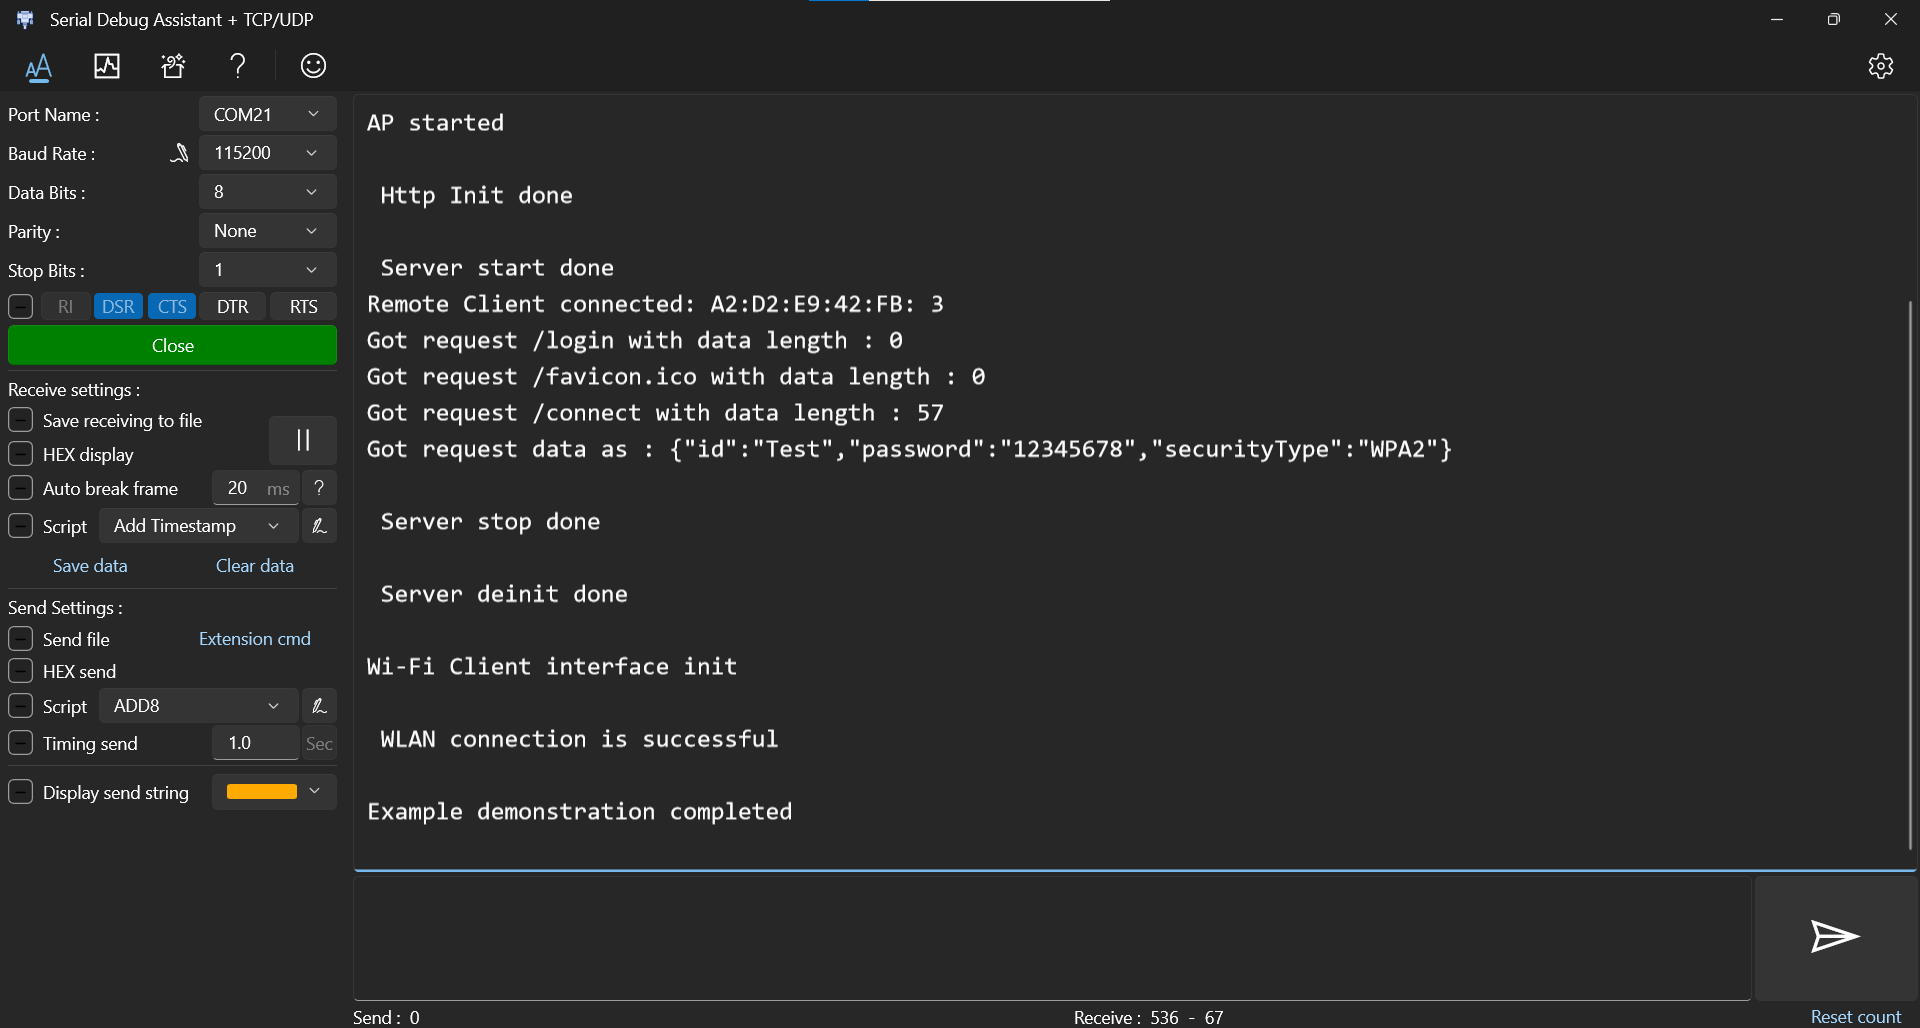 Serial Debug Assistant + TCP/UDP
Port Name :
COM21
Baud Rate :
115200
Data Bits :
8
Parity :
None
Stop Bits :
1
RI DSR CTS DTR RTS
Close
Receive settings :
Save receiving to file
HEX display
Auto break frame 20 ms ?
Script Add Timestamp
Save data Clear data
Send Settings :
Send file Extension cmd
HEX send
Script ADD8
Timing send 1.0 Sec
Display send string
AP started
Http Init done
Server start done
Remote Client connected: A2:D2:E9:42:FB: 3
Got request /login with data length : 0
Got request /favicon.ico with data length : 0
Got request /connect with data length : 57
Got request data as : {"id":"Test","password":"12345678","securityType":"WPA2"}
Server stop done
Server deinit done
Wi-Fi Client interface init
WLAN connection is successful
Example demonstration completed
Send : 0
Receive : 536 - 67
Reset count